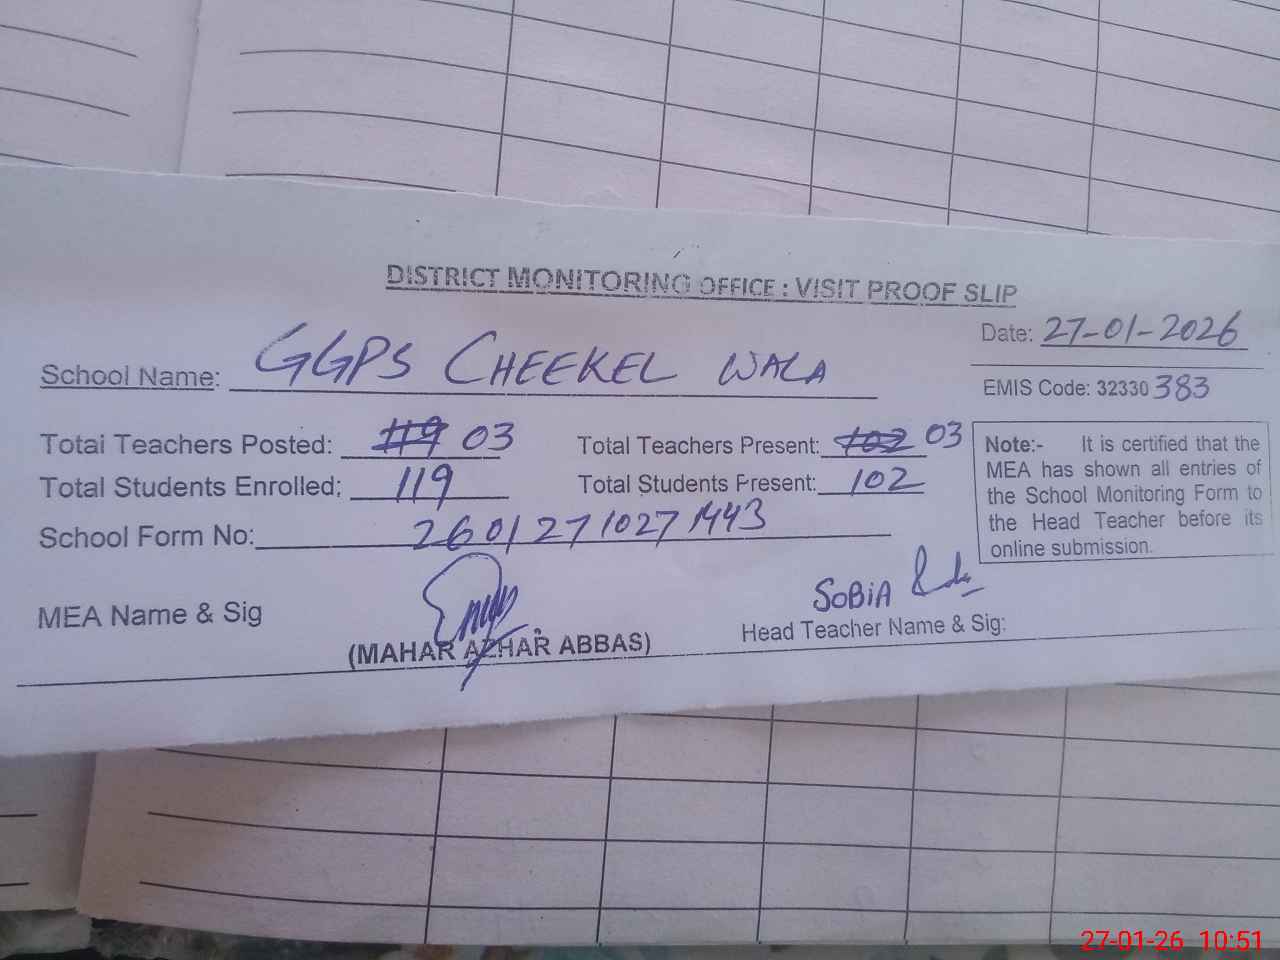 DISTRICT MONITORING OFFICE : VISIT PROOF SLIP
Date: 27-01-2026
School Name: GGPS CHEEKEL WALA
EMIS Code: 32330383
Total Teachers Posted: 119 03 Total Teachers Present: 102 03
Total Students Enrolled: 119 Total Students Present: 102
School Form No: 260127102711443
Note:- It is certified that the
MEA has shown all entries of
the School Monitoring Form to
the Head Teacher before its
online submission.
MEA Name & Sig
(MAHAR AZHAR ABBAS)
SOBIA
Head Teacher Name & Sig:
27-01-26 10:51